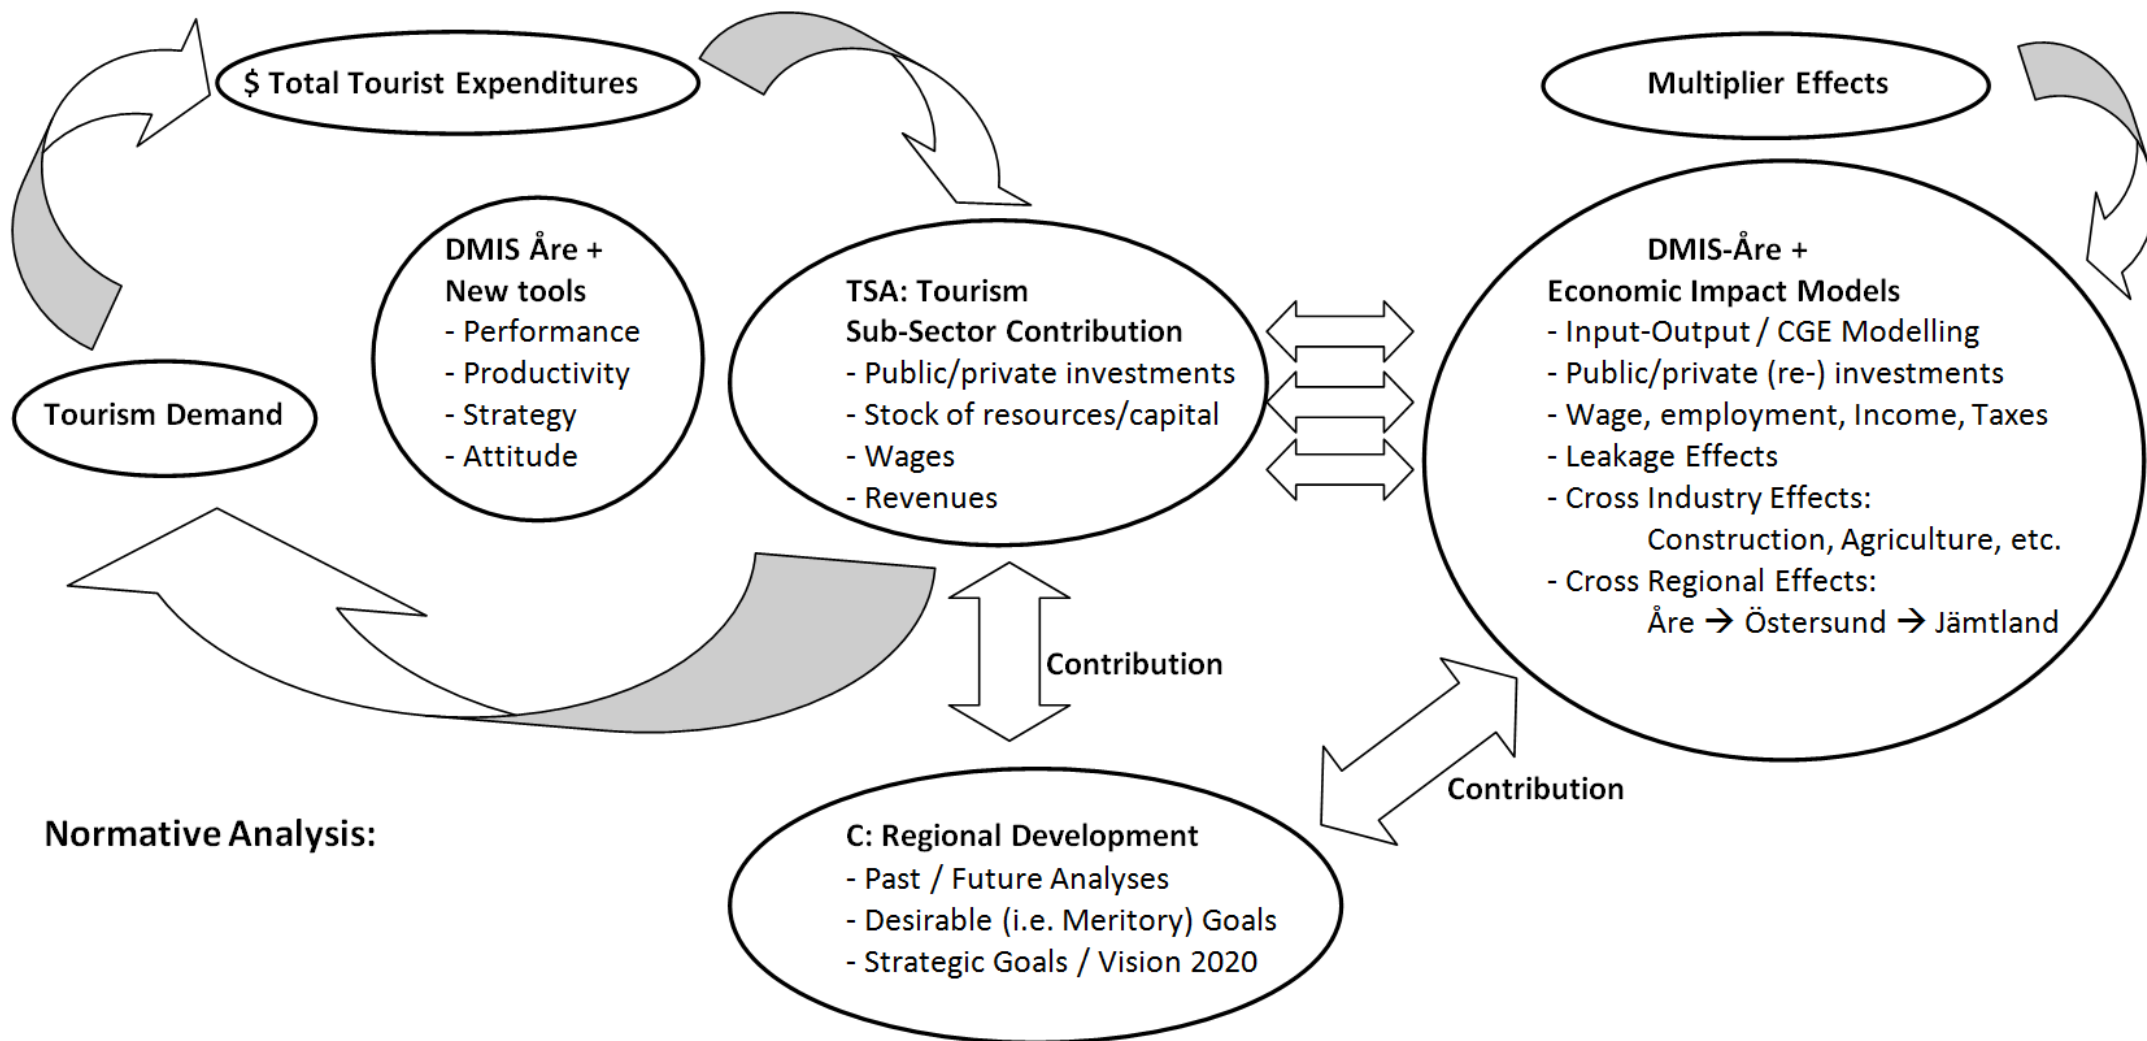 $ Total Tourist Expenditures
Multiplier Effects
DMIS Åre +
New tools
- Performance
- Productivity
- Strategy
- Attitude
Tourism Demand
TSA: Tourism
Sub-Sector Contribution
- Public/private investments
- Stock of resources/capital
- Wages
- Revenues
DMIS-Åre +
Economic Impact Models
- Input-Output / CGE Modelling
- Public/private (re-) investments
- Wage, employment, Income, Taxes
- Leakage Effects
- Cross Industry Effects:
Construction, Agriculture, etc.
- Cross Regional Effects:
Åre → Östersund → Jämtland
Contribution
Contribution
Normative Analysis:
C: Regional Development
- Past / Future Analyses
- Desirable (i.e. Meritory) Goals
- Strategic Goals / Vision 2020